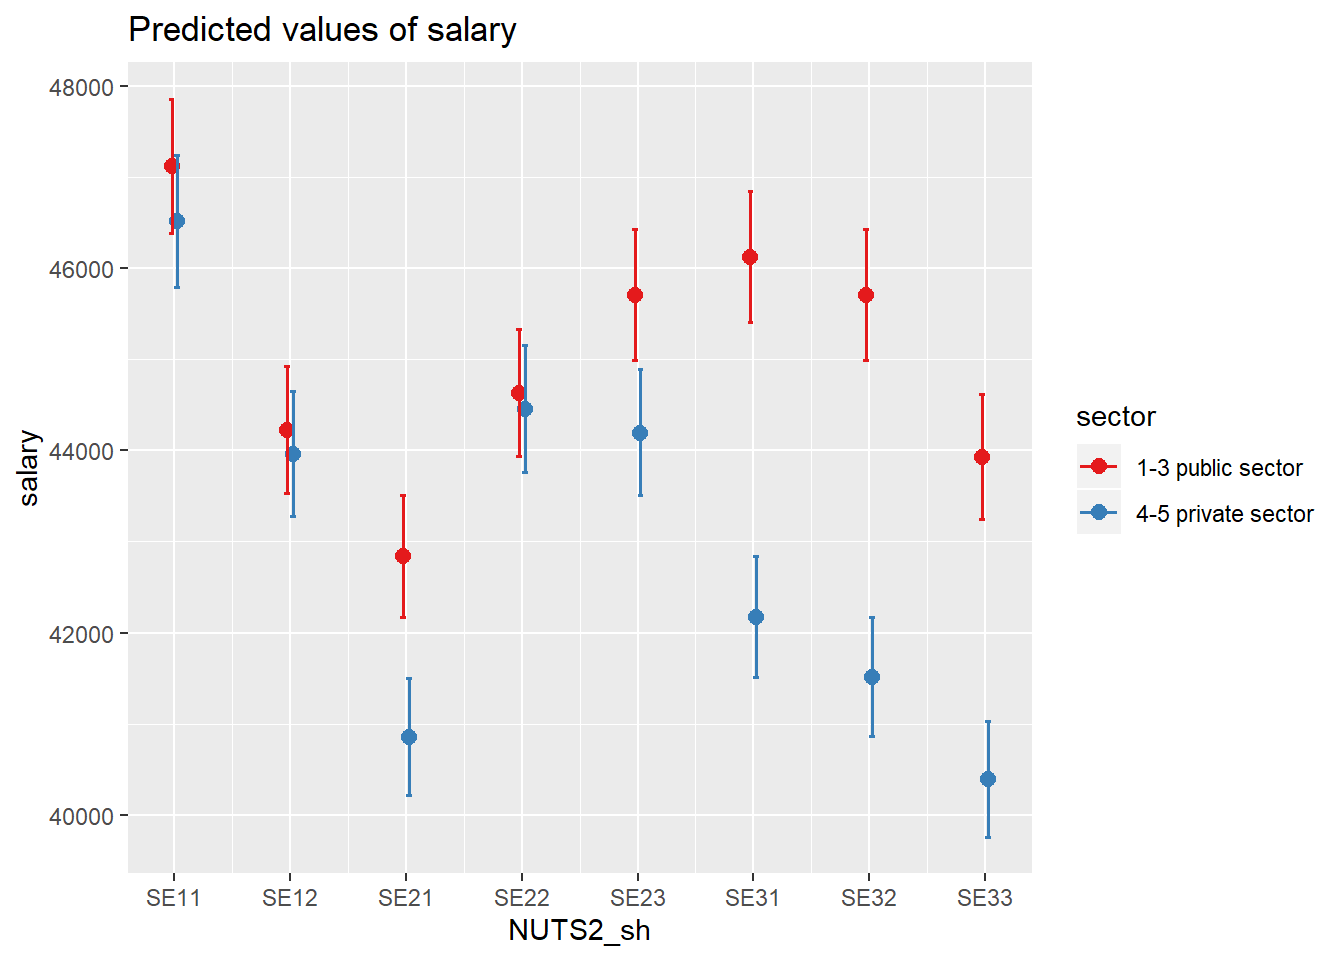 Predicted values of salary
48000
46000
44000
42000
40000
salary
SE11 SE12 SE21 SE22 SE23 SE31 SE32 SE33
NUTS2_sh
sector
1-3 public sector
4-5 private sector